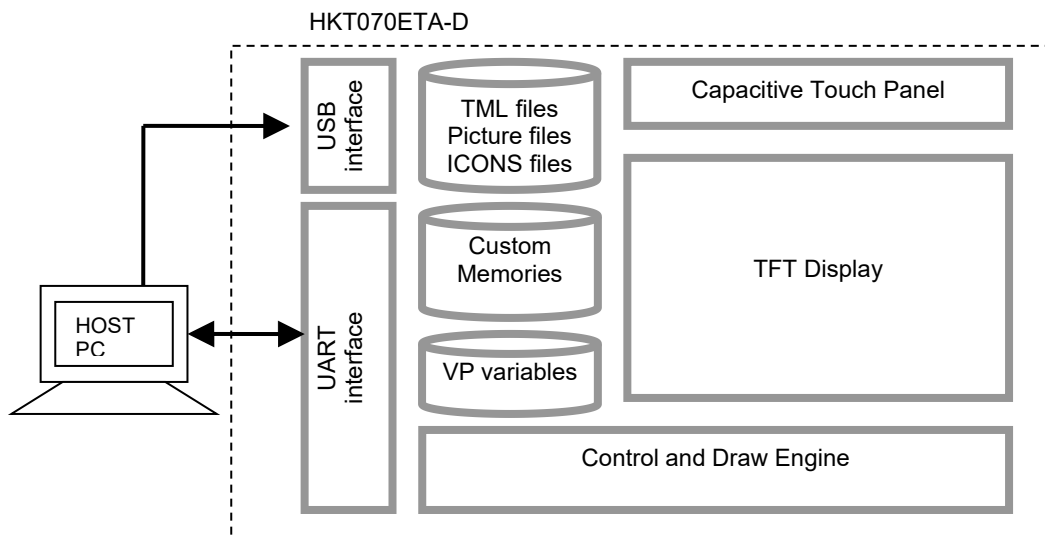 HKT070ETA-D
USB
interface
TML files
Picture files
ICONS files
Capacitive Touch Panel
Custom
Memories
TFT Display
HOST
PC
UART
interface
VP variables
Control and Draw Engine